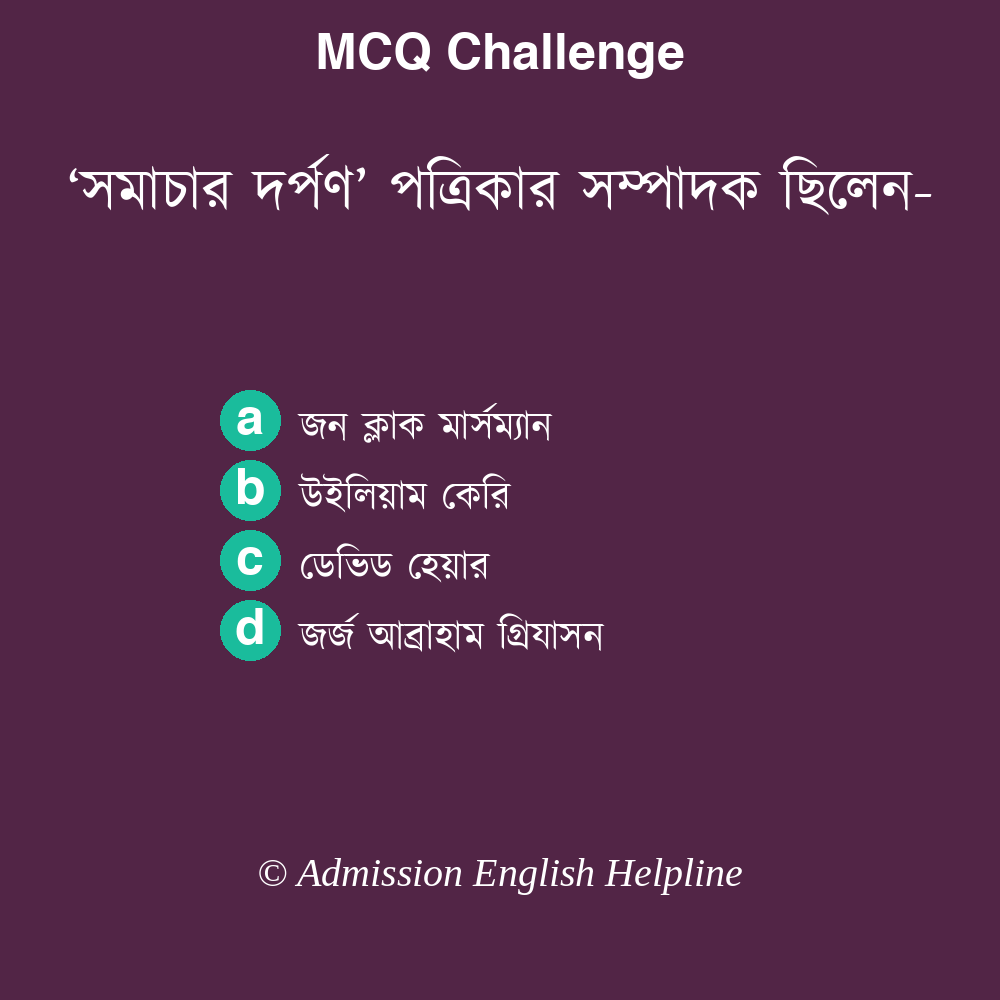 MCQ Challenge
‘সমাচার দর্পণ’ পত্রিকার সম্পাদক ছিলেন-
a জন ক্লাক মার্সম্যান
b উইলিয়াম কেরি
c ডেভিড হেয়ার
d জর্জ আব্রাহাম গ্রিযাসন
© Admission English Helpline